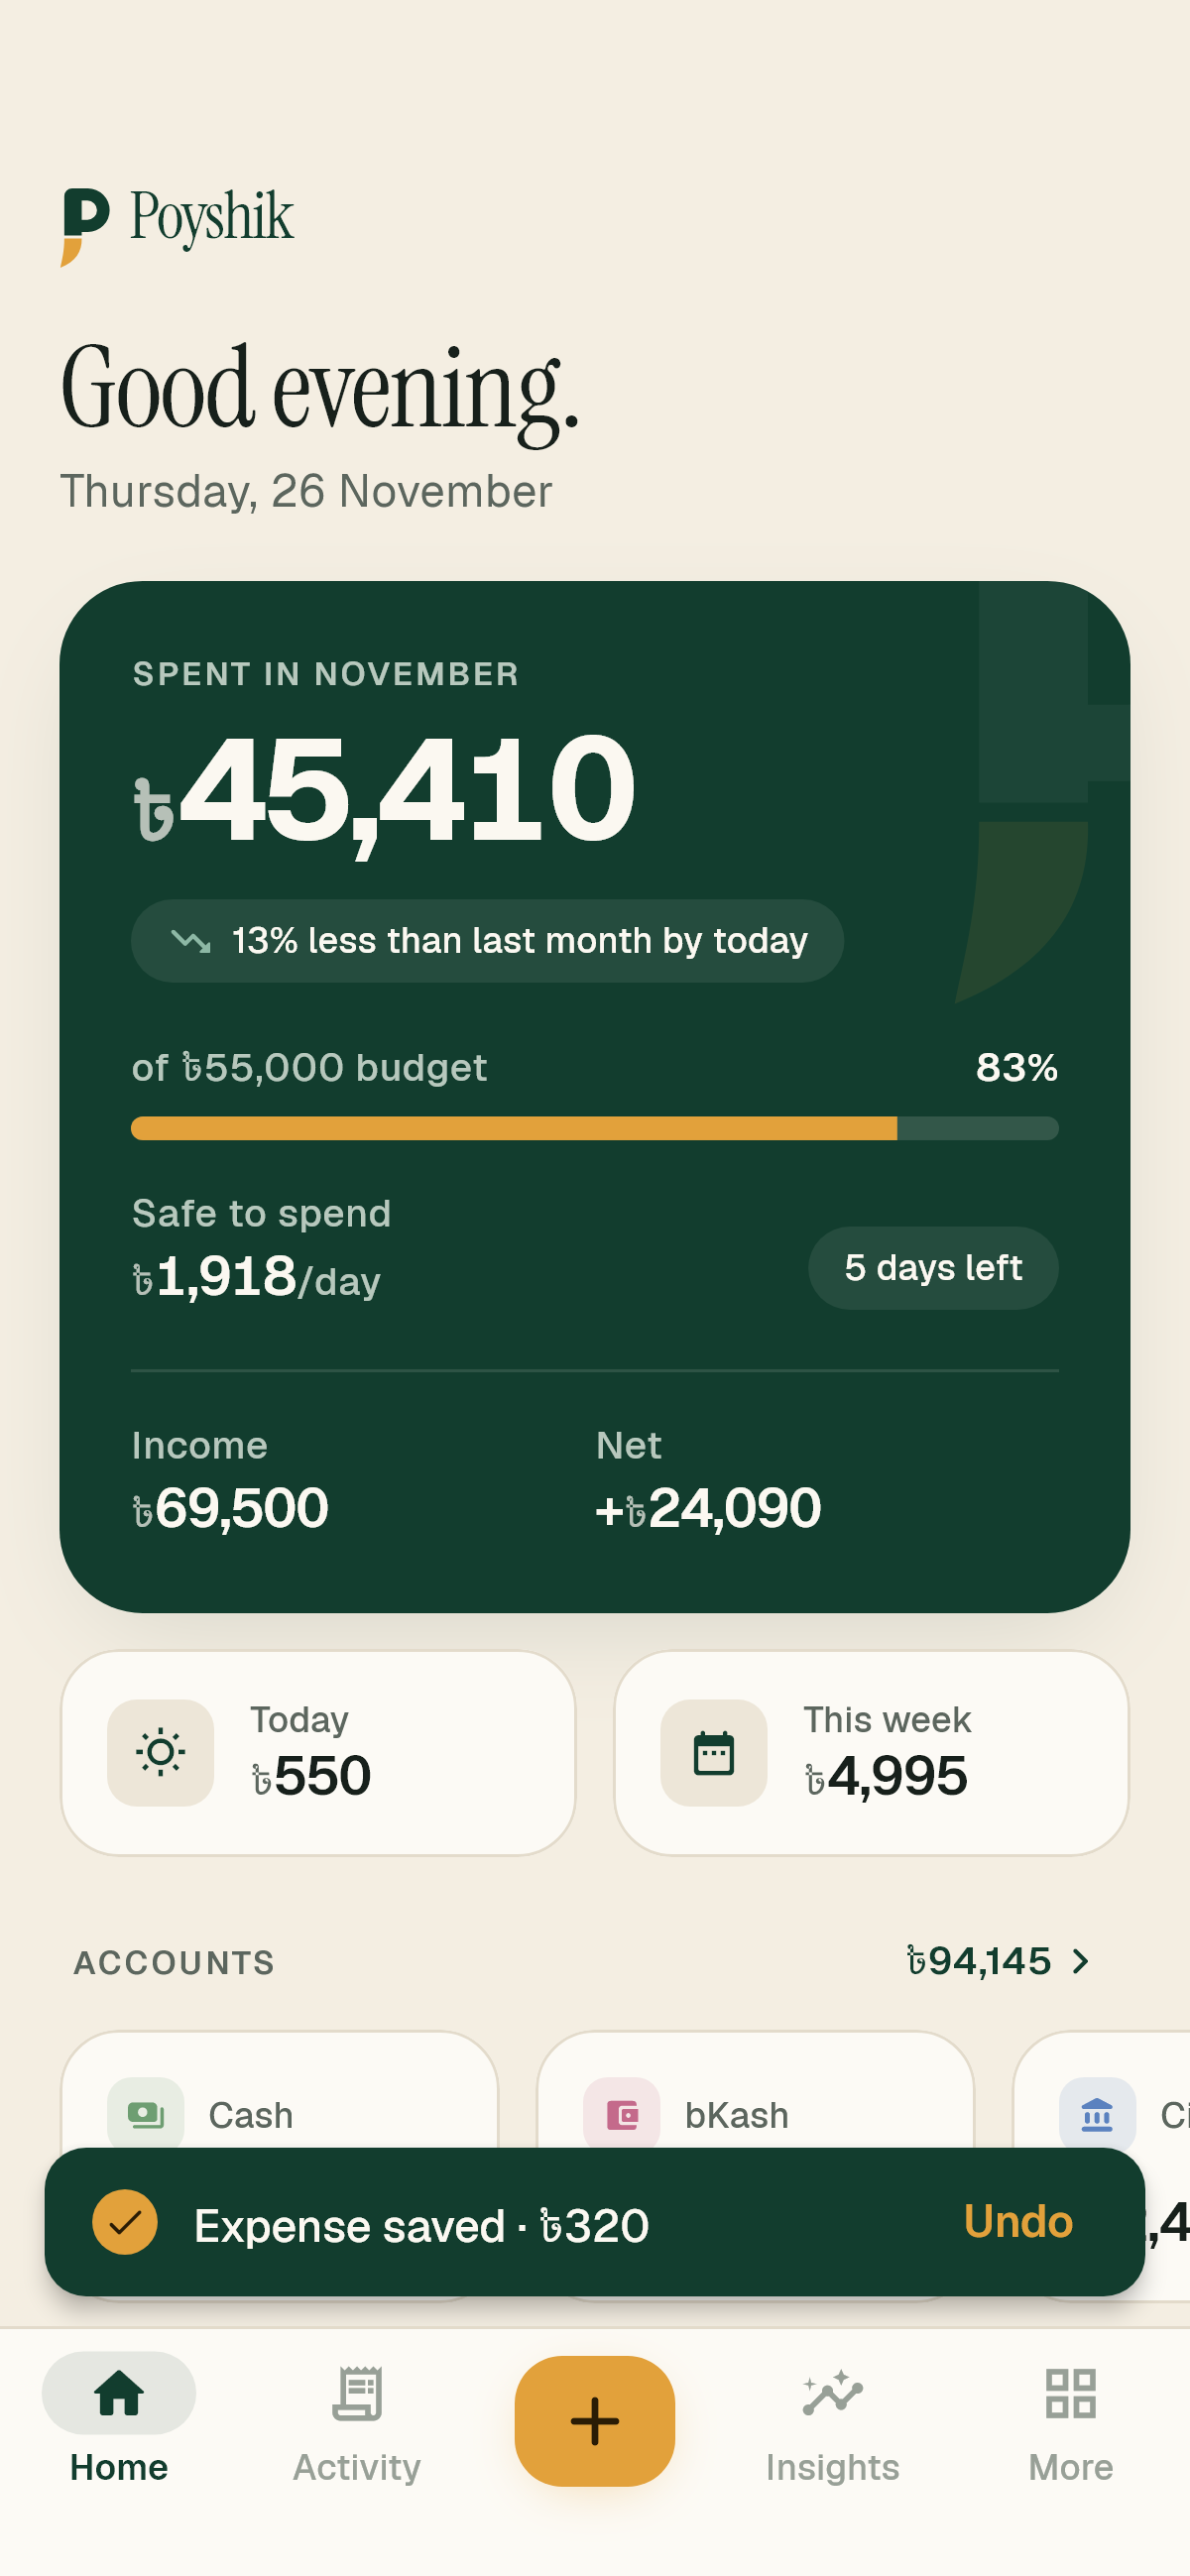 Poyshik
Good evening.
Thursday, 26 November
SPENT IN NOVEMBER
৳45,410
13% less than last month by today
of ৳55,000 budget 83%
Safe to spend
৳1,918/day
5 days left
Income Net
৳69,500 +৳24,090
Today
৳550
This week
৳4,995
ACCOUNTS ৳94,145
Cash bKash
Expense saved · ৳320 Undo
Home Activity Insights More